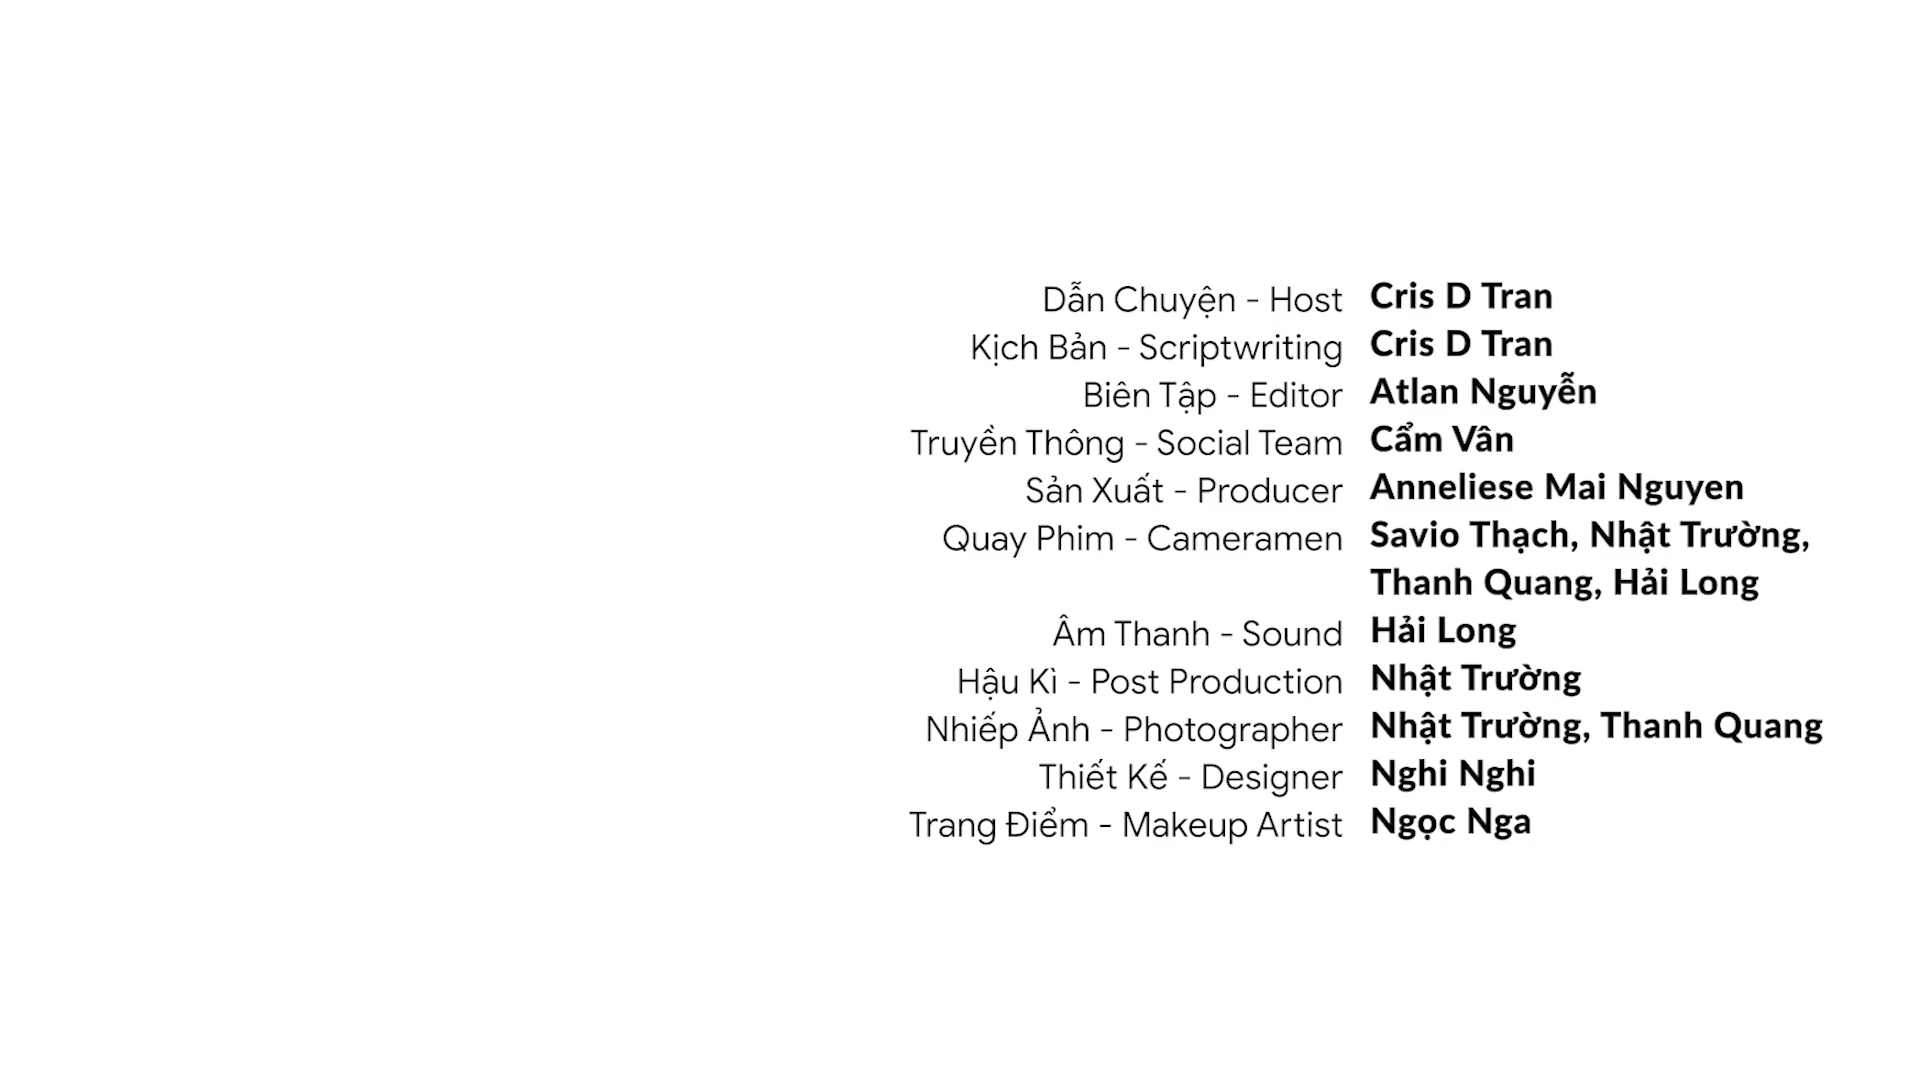 Dẫn Chuyện - Host Cris D Tran
Kịch Bản - Scriptwriting Cris D Tran
Biên Tập - Editor Atlan Nguyễn
Truyền Thông - Social Team Cẩm Vân
Sản Xuất - Producer Anneliese Mai Nguyen
Quay Phim - Cameramen Savio Thạch, Nhật Trường,
Thanh Quang, Hải Long
Âm Thanh - Sound Hải Long
Hậu Kì - Post Production Nhật Trường
Nhiếp Ảnh - Photographer Nhật Trường, Thanh Quang
Thiết Kế - Designer Nghi Nghi
Trang Điểm - Makeup Artist Ngọc Nga